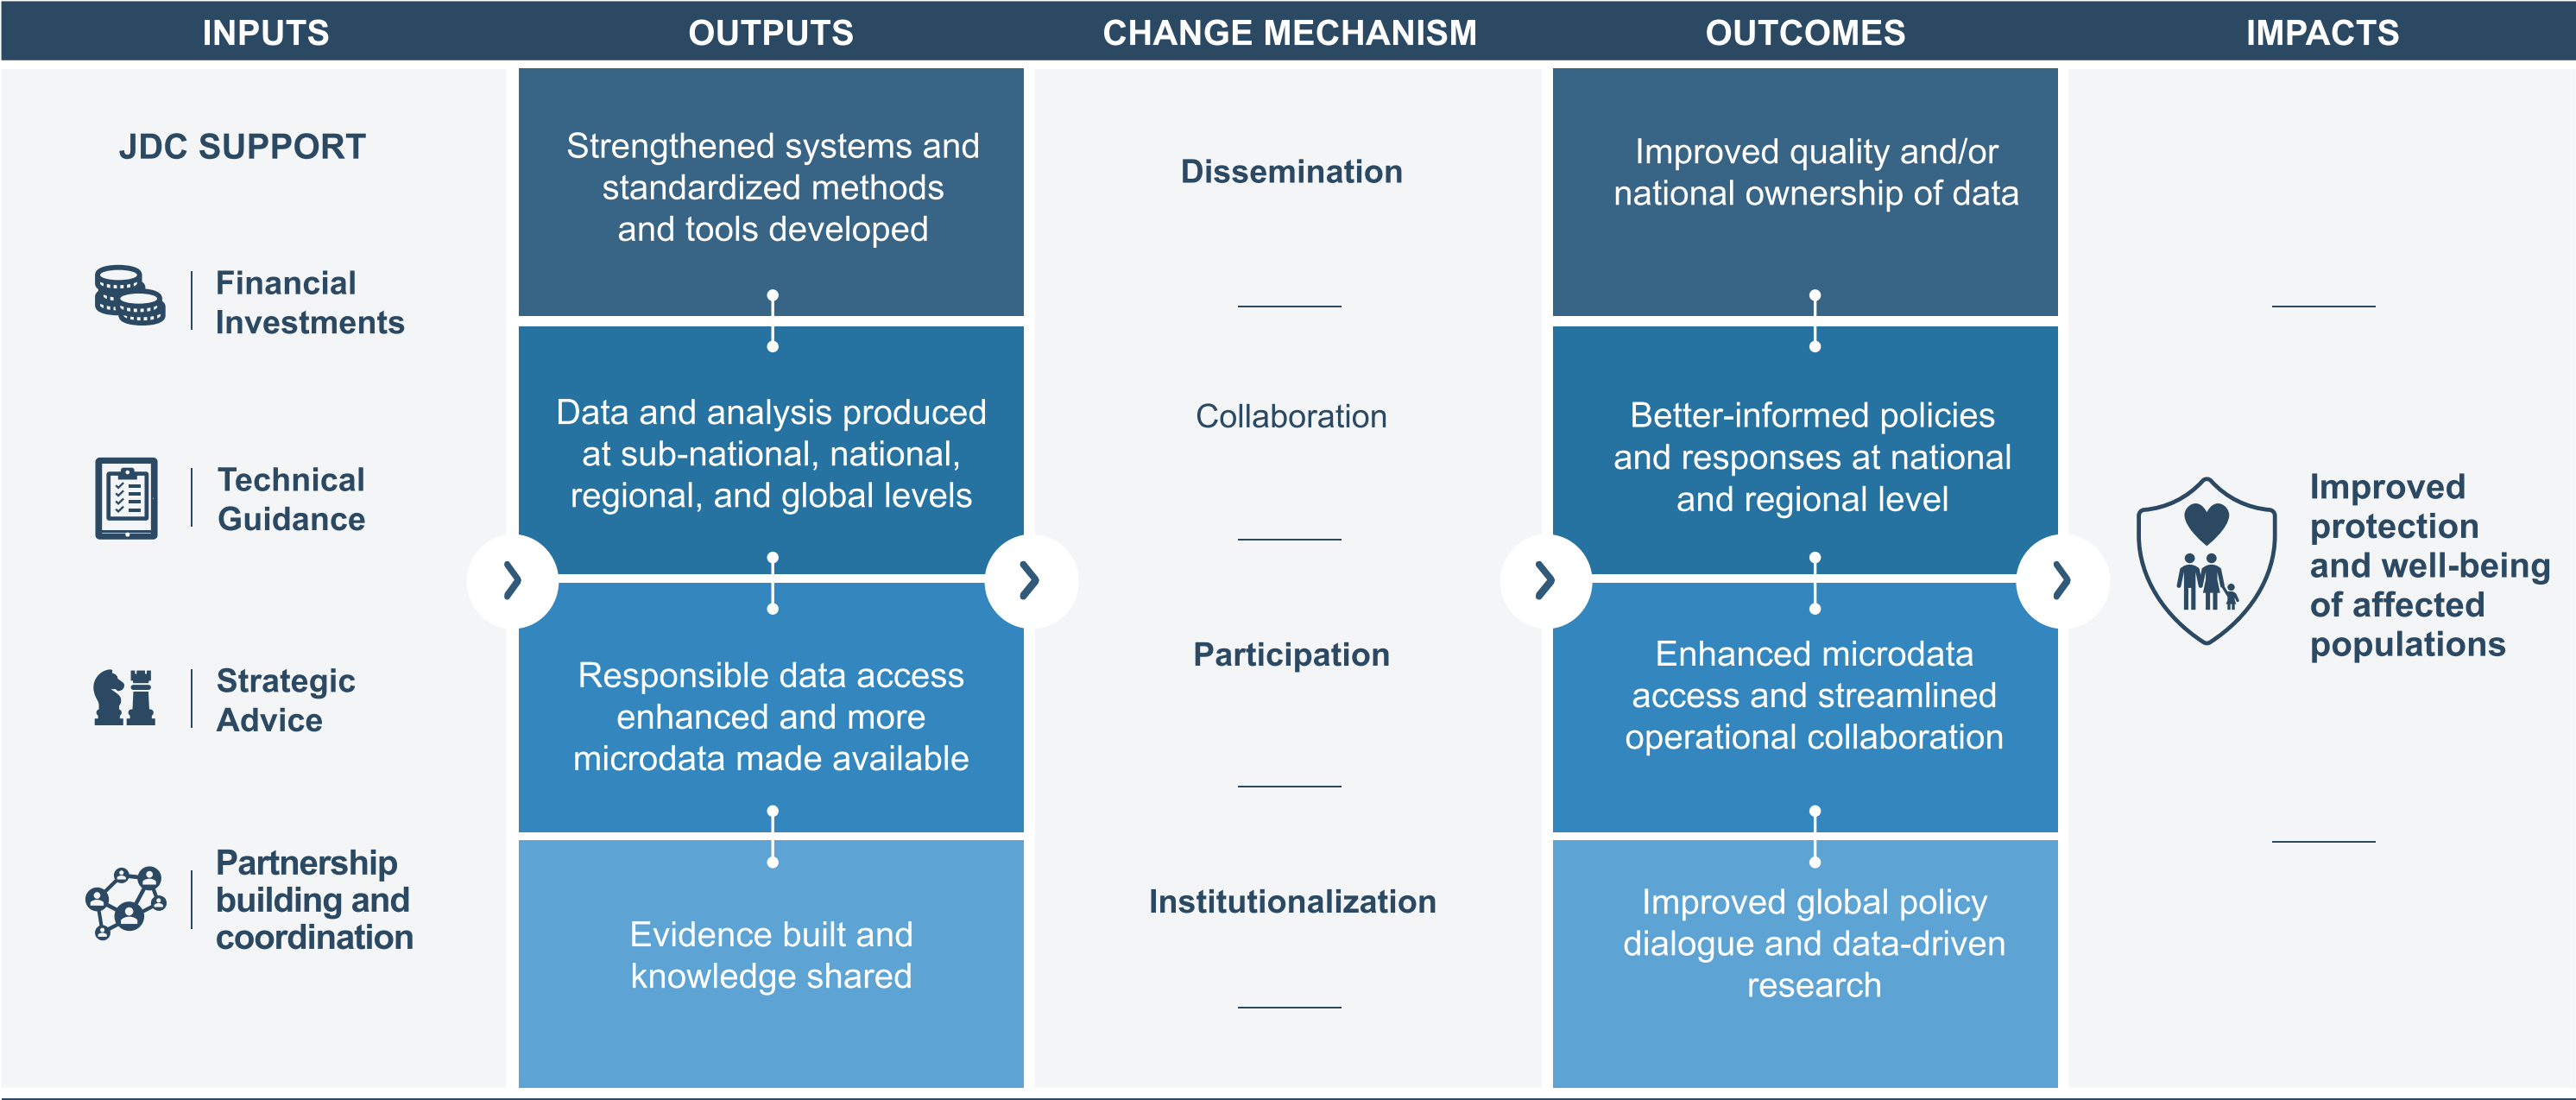 INPUTS
OUTPUTS
CHANGE MECHANISM
OUTCOMES
IMPACTS
JDC SUPPORT
Financial
Investments
Technical
Guidance
Strategic
Advice
Partnership
building and
coordination
Strengthened systems and
standardized methods
and tools developed
Data and analysis produced
at sub-national, national,
regional, and global levels
Responsible data access
enhanced and more
microdata made available
Evidence built and
knowledge shared
Dissemination
Collaboration
Participation
Institutionalization
Improved quality and/or
national ownership of data
Better-informed policies
and responses at national
and regional level
Enhanced microdata
access and streamlined
operational collaboration
Improved global policy
dialogue and data-driven
research
Improved
protection
and well-being
of affected
populations